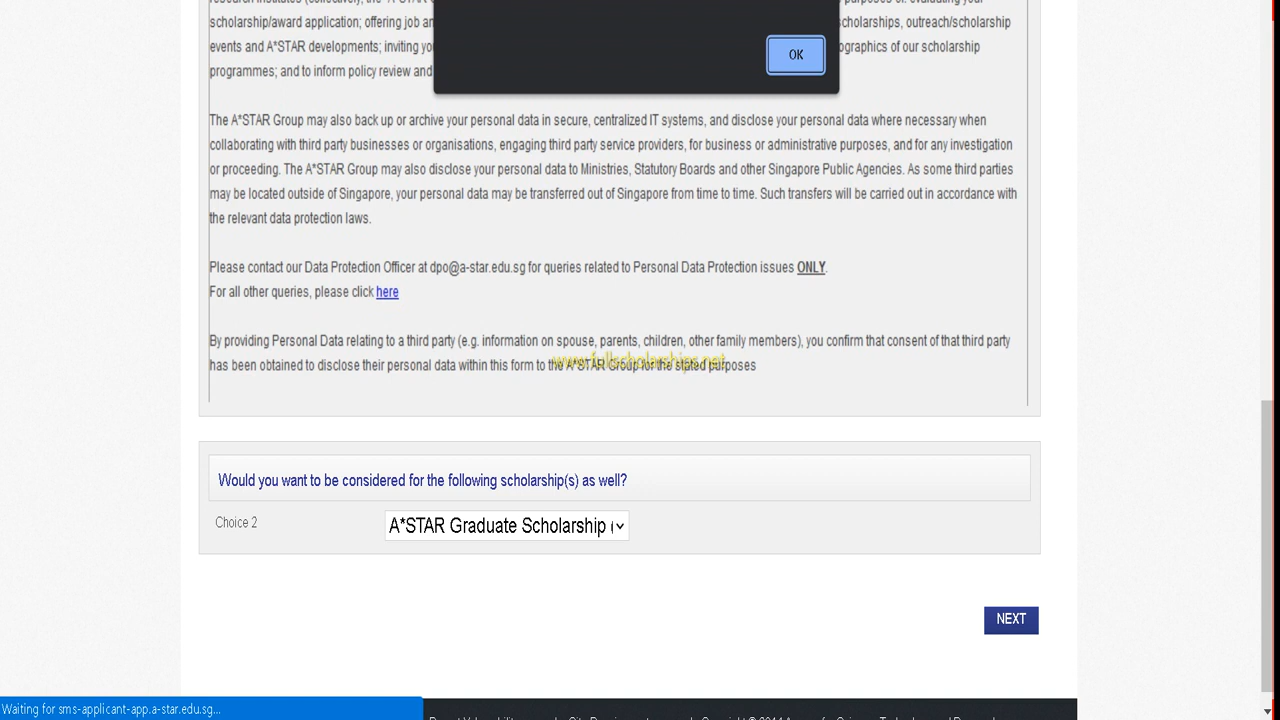 research institutes (collectively, the A*S
purposes of: evaluating your
scholarship/award application; offering job an
scholarships, outreach/scholarship
events and A*STAR developments; inviting yo
ographics of our scholarship
programmes; and to inform policy review and
OK
The A*STAR Group may also back up or archive your personal data in secure, centralized IT systems, and disclose your personal data where necessary when
collaborating with third party businesses or organisations, engaging third party service providers, for business or administrative purposes, and for any investigation
or proceeding. The A*STAR Group may also disclose your personal data to Ministries, Statutory Boards and other Singapore Public Agencies. As some third parties
may be located outside of Singapore, your personal data may be transferred out of Singapore from time to time. Such transfers will be carried out in accordance with
the relevant data protection laws.
Please contact our Data Protection Officer at dpo@a-star.edu.sg for queries related to Personal Data Protection issues ONLY.
For all other queries, please click here
By providing Personal Data relating to a third party (e.g. information on spouse, parents, children, other family members), you confirm that consent of that third party
has been obtained to disclose their personal data within this form to the A*STAR Group for the stated purposes
www.fullscholarships.net
Would you want to be considered for the following scholarship(s) as well?
Choice 2
A*STAR Graduate Scholarship (
NEXT
Waiting for sms-applicant-app.a-star.edu.sg...